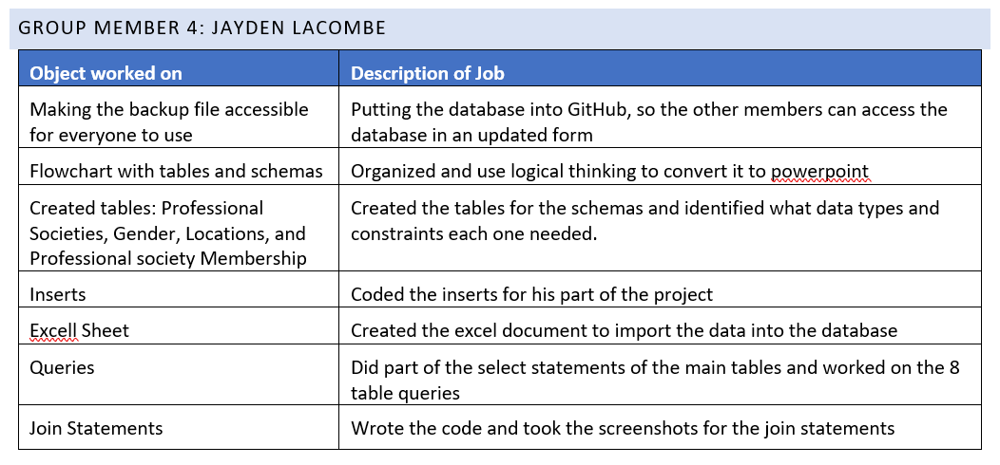 GROUP MEMBER 4: JAYDEN LACOMBE
Object worked on
Description of Job
Making the backup file accessible
for everyone to use
Putting the database into GitHub, so the other members can access the
database in an updated form
Flowchart with tables and schemas
Organized and use logical thinking to convert it to powerpoint
Created tables: Professional
Societies, Gender, Locations, and
Professional society Membership
Created the tables for the schemas and identified what data types and
constraints each one needed.
Inserts
Coded the inserts for his part of the project
Excell Sheet
Created the excel document to import the data into the database
Queries
Did part of the select statements of the main tables and worked on the 8
table queries
Join Statements
Wrote the code and took the screenshots for the join statements